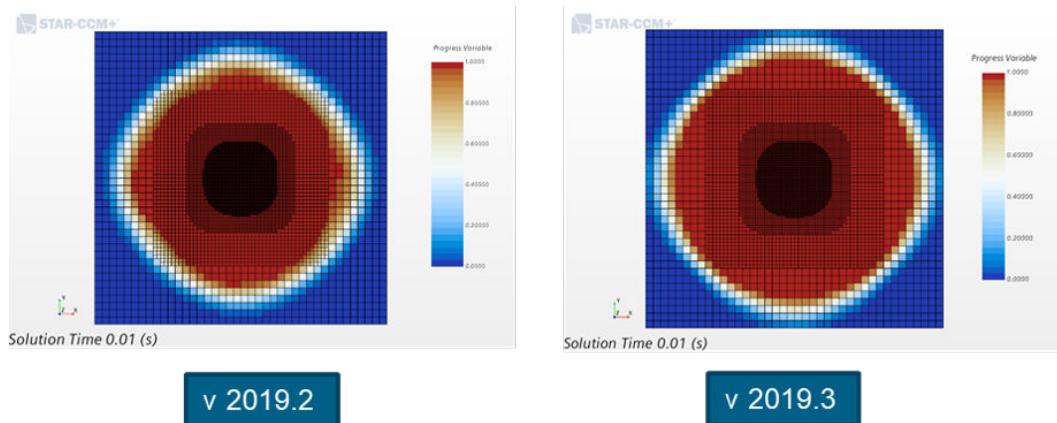 STAR-CCM+
Progress Variable
1.0000
0.80000
0.60000
0.40000
0.20000
0.0000
Y
Z X
Solution Time 0.01 (s)
v 2019.2
STAR-CCM+
Progress Variable
1.0000
0.80000
0.60000
0.40000
0.20000
0.0000
Y
Z X
Solution Time 0.01 (s)
v 2019.3